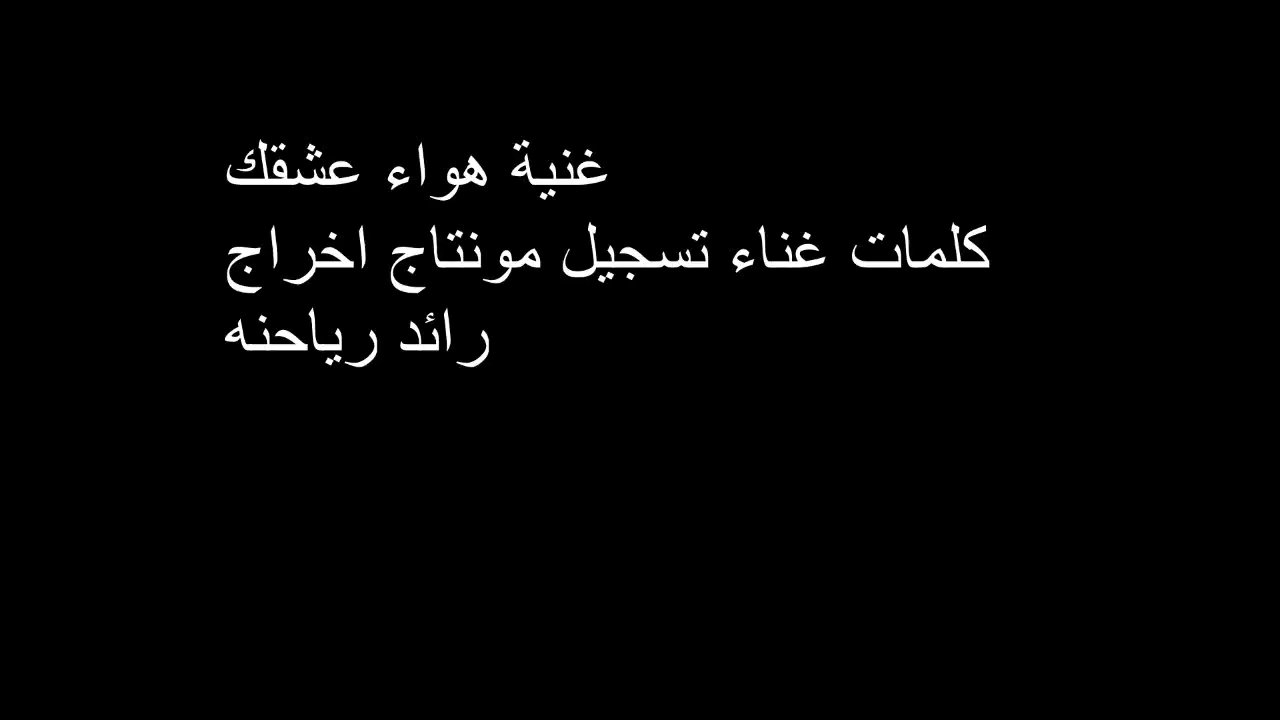 غنية هواء عشقك
كلمات غناء تسجيل مونتاج اخراج
رائد رياحنه